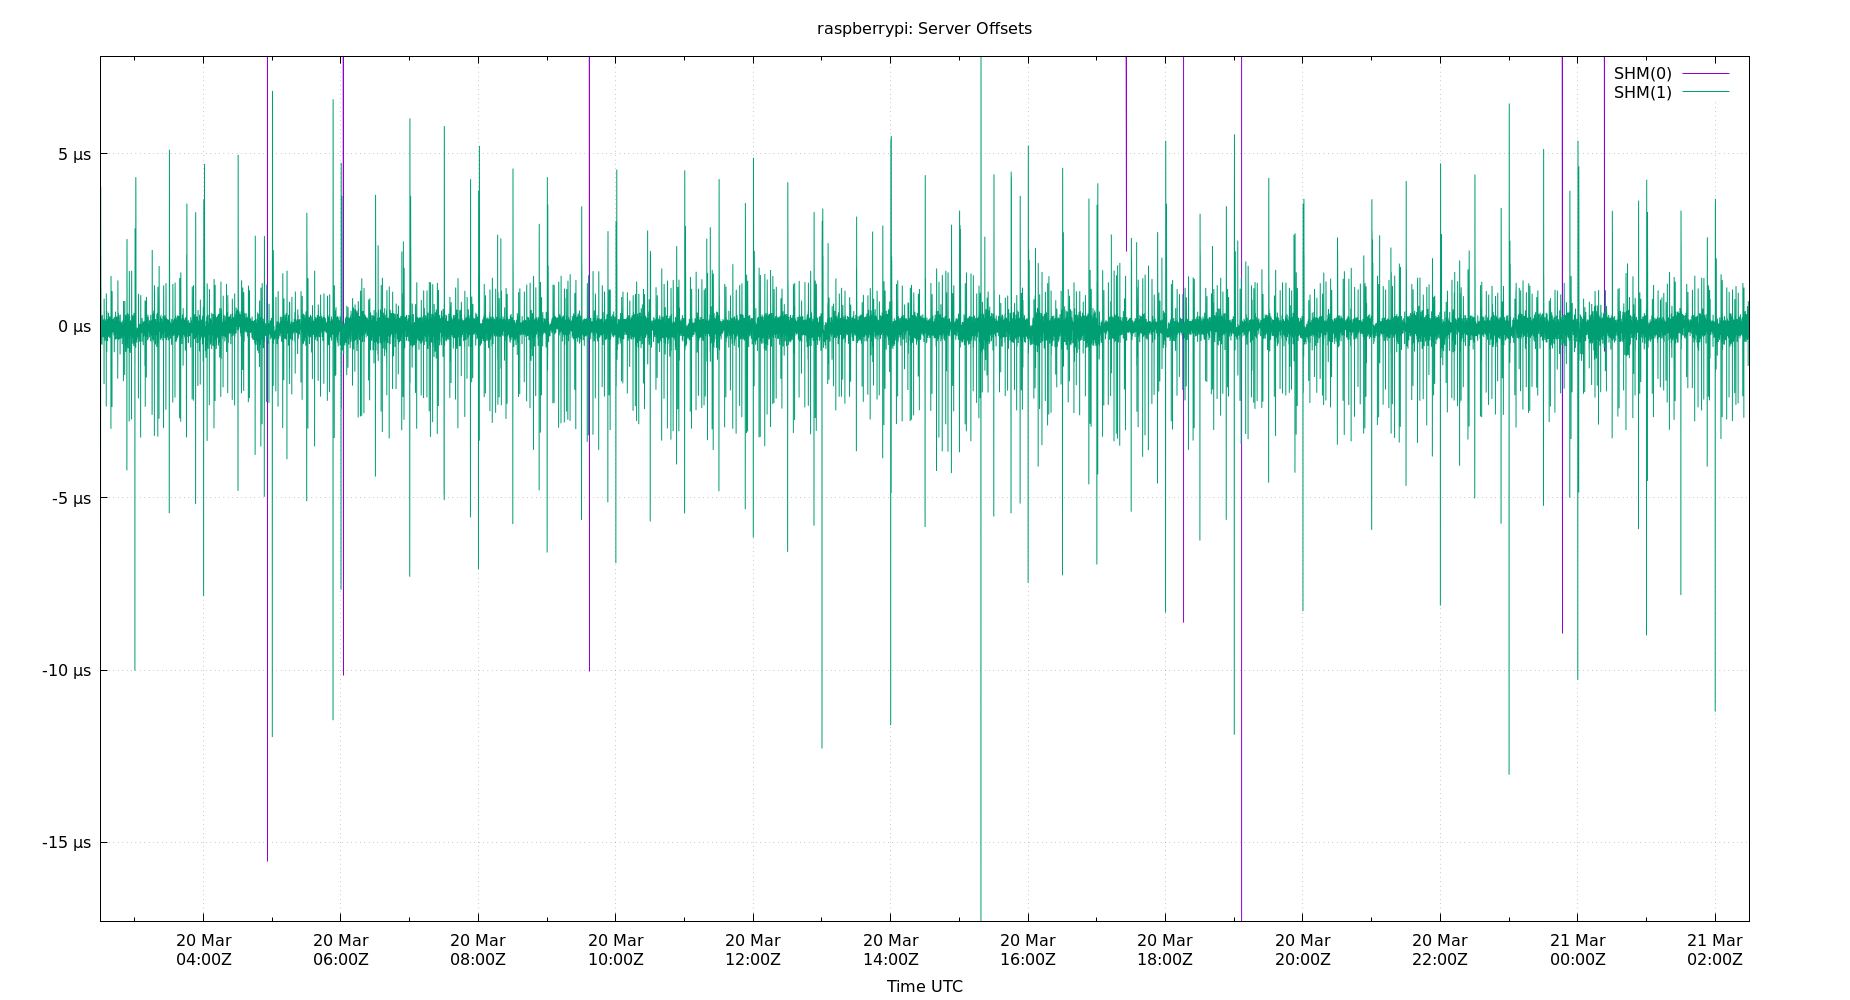 raspberrypi: Server Offsets
SHM(0)
SHM(1)
5 µs
0 µs
-5 µs
-10 µs
-15 µs
20 Mar 20 Mar 20 Mar 20 Mar 20 Mar 20 Mar 20 Mar 20 Mar 20 Mar 20 Mar 21 Mar 21 Mar
04:00Z 06:00Z 08:00Z 10:00Z 12:00Z 14:00Z 16:00Z 18:00Z 20:00Z 22:00Z 00:00Z 02:00Z
Time UTC